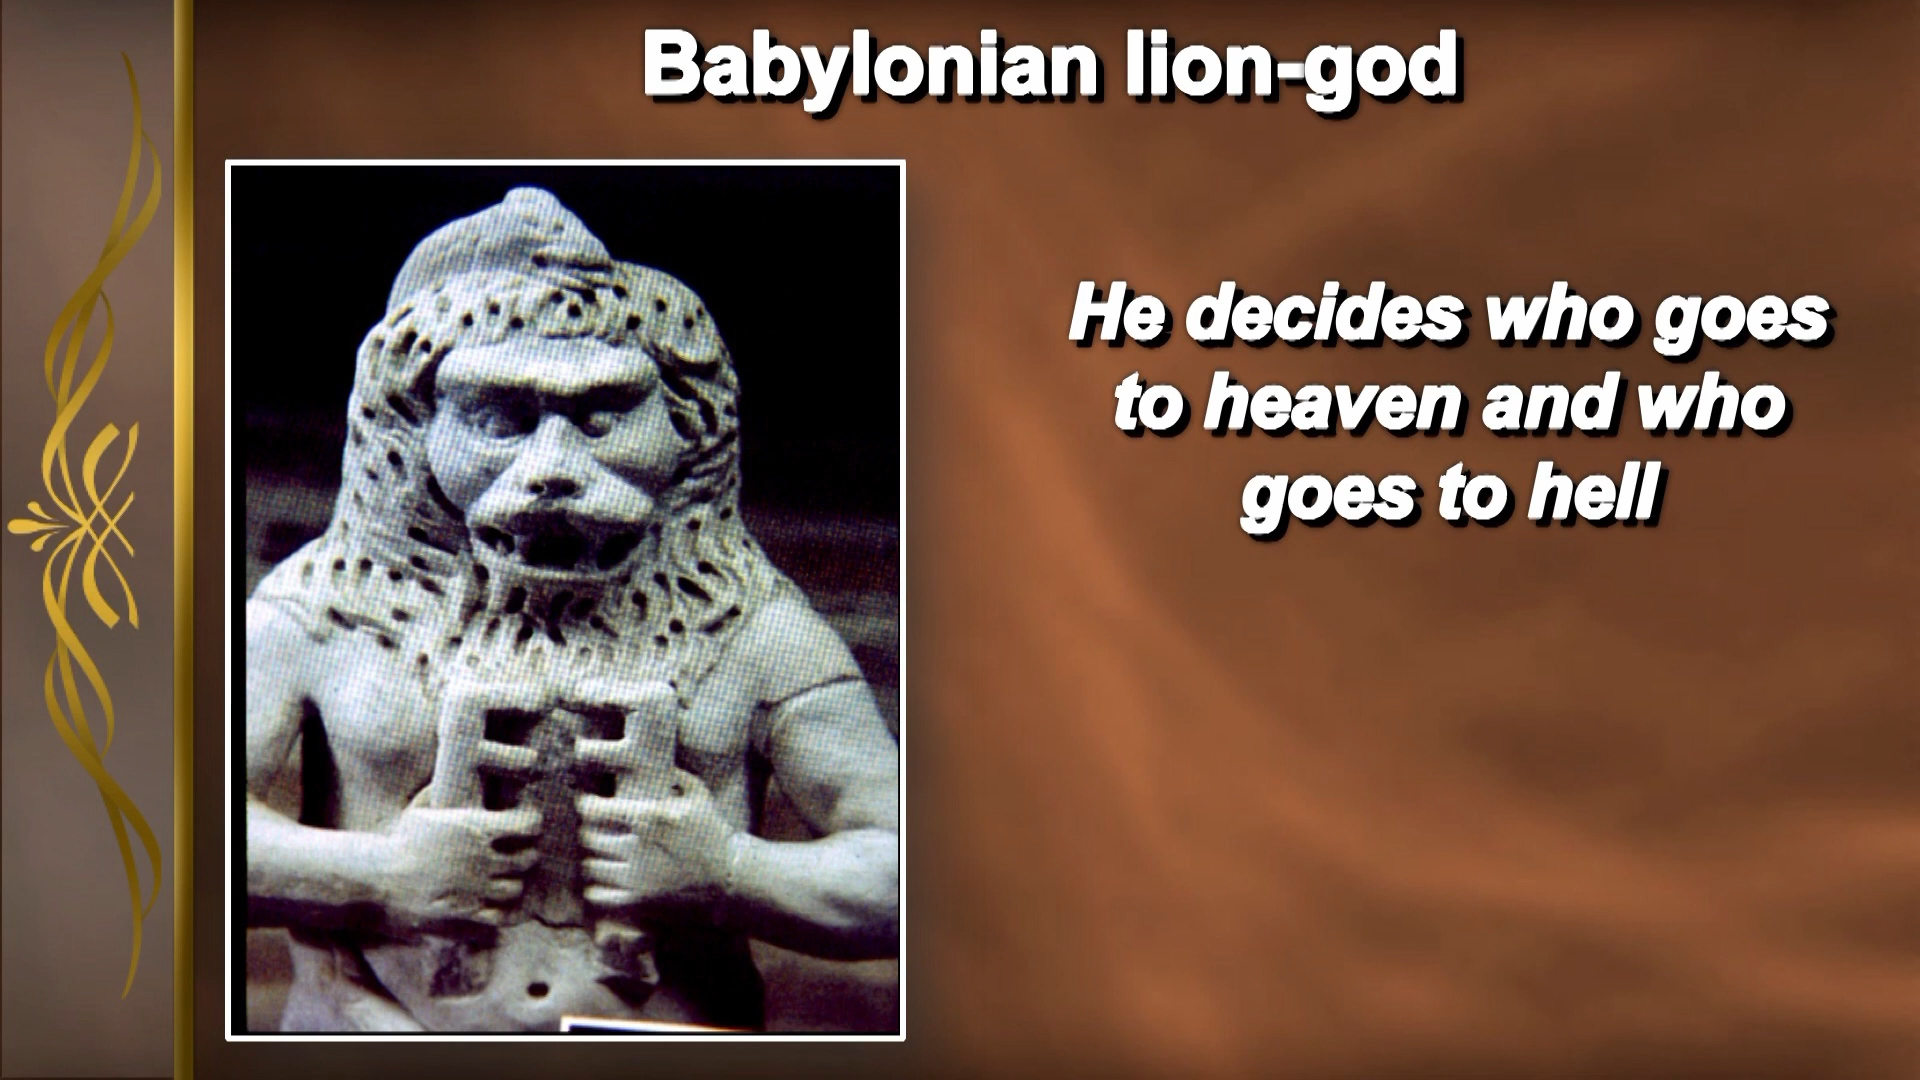 Babylonian lion-god
He decides who goes
to heaven and who
goes to hell